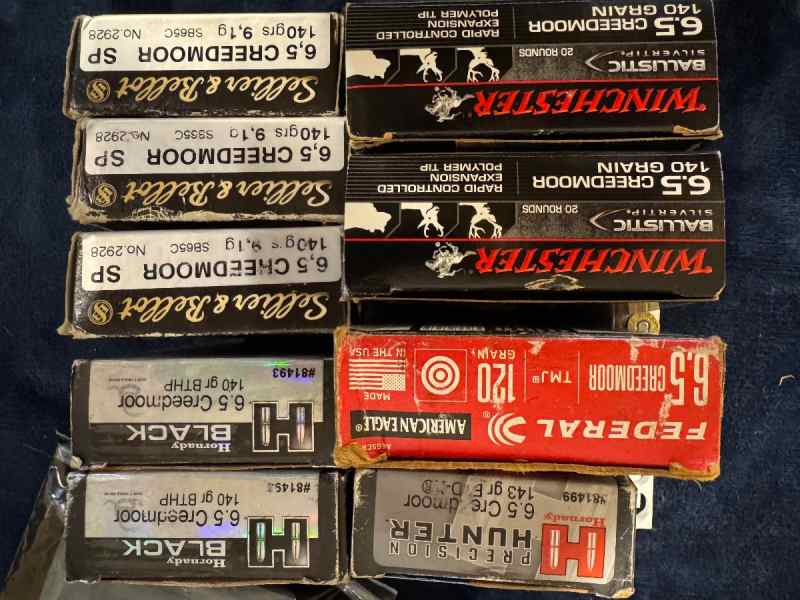 Hornady
PRECISION
HUNTER
6.5 Creedmoor
#81499
Hornady
BLACK
6.5 Creedmoor
140 gr BTHP
FEDERAL®
AMERICAN EAGLE®
6.5
CREEDMOOR
TMJ®
120
GRAIN,
MADE
IN THE USA
Hornady
BLACK
6.5 Creedmoor
140 gr BTHP
#81493
WINCHESTER
BALLISTIC
SILVERTIP®
20 ROUNDS
6.5 CREEDMOOR
140 GRAIN
RAPID CONTROLLED
EXPANSION
POLYMER TIP
Sellier & Bellot
6,5 CREEDMOOR SP
140grs 9,1g SB65C No.2928
WINCHESTER
BALLISTIC
SILVERTIP®
20 ROUNDS
6.5 CREEDMOOR
140 GRAIN
RAPID CONTROLLED
EXPANSION
POLYMER TIP
Sellier & Bellot
6,5 CREEDMOOR SP
140grs 9,1g SB65C No.2928
Sellier & Bellot
6,5 CREEDMOOR SP
140grs 9,1g SB65C No.2928